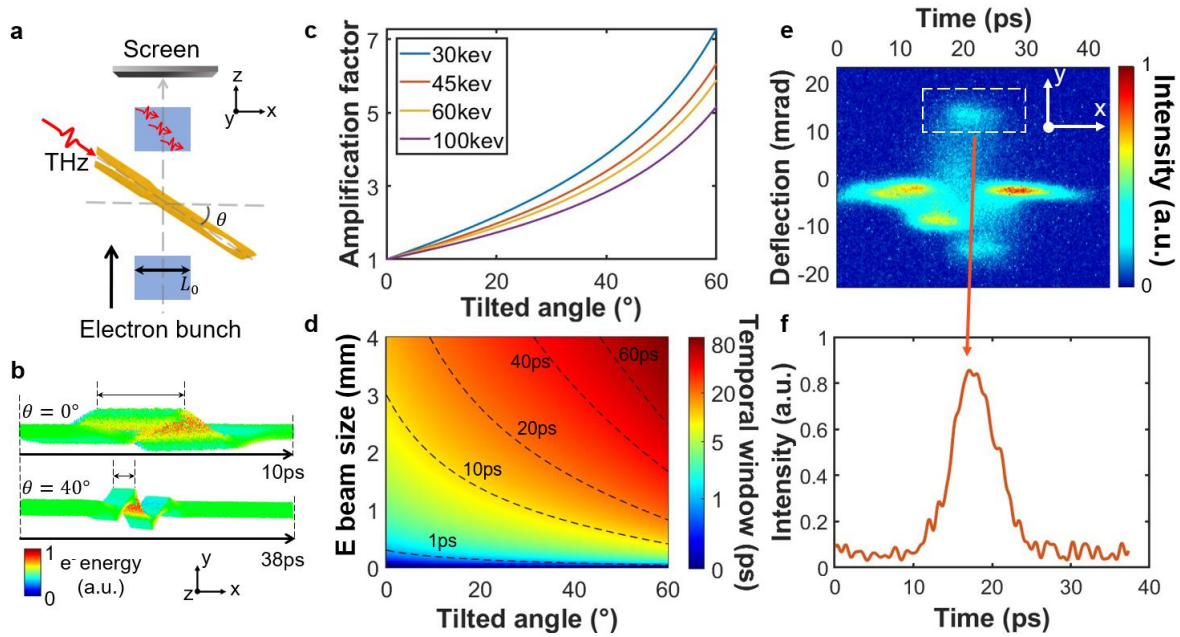 a
Screen
z
y
x
THz
θ
L₀
Electron bunch
b
θ = 0°
10ps
θ = 40°
38ps
1
0
e⁻ energy
(a.u.)
y
z
x
c
Amplification factor
7
5
3
1
30kev
45kev
60kev
100kev
0
20
40
60
Tilted angle (°)
d
E beam size (mm)
4
3
2
1
0
60ps
40ps
20ps
10ps
1ps
0
20
40
60
Tilted angle (°)
80
40
20
5
1
0
Temporal window (ps)
e
Time (ps)
0
10
20
30
40
Deflection (mrad)
20
10
0
-10
-20
y
x
1
0
Intensity (a.u.)
f
Intensity (a.u.)
1
0.8
0.6
0.4
0.2
0
0
10
20
30
40
Time (ps)